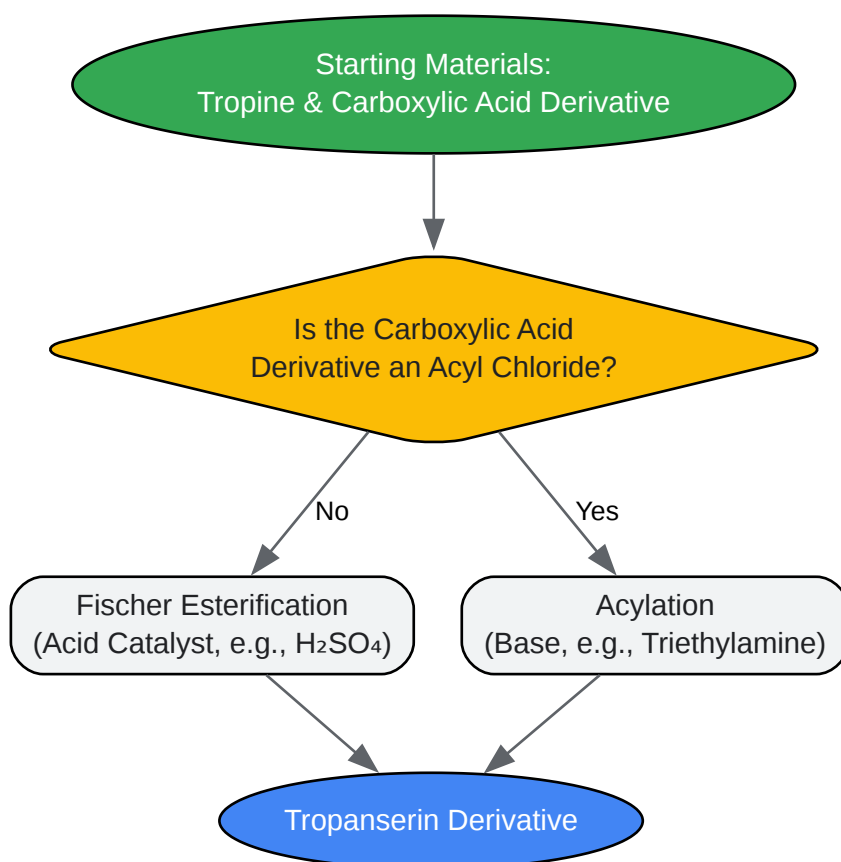 Starting Materials:
Tropine & Carboxylic Acid Derivative
Is the Carboxylic Acid
Derivative an Acyl Chloride?
No
Yes
Fischer Esterification
(Acid Catalyst, e.g., H₂SO₄)
Acylation
(Base, e.g., Triethylamine)
Tropanserin Derivative